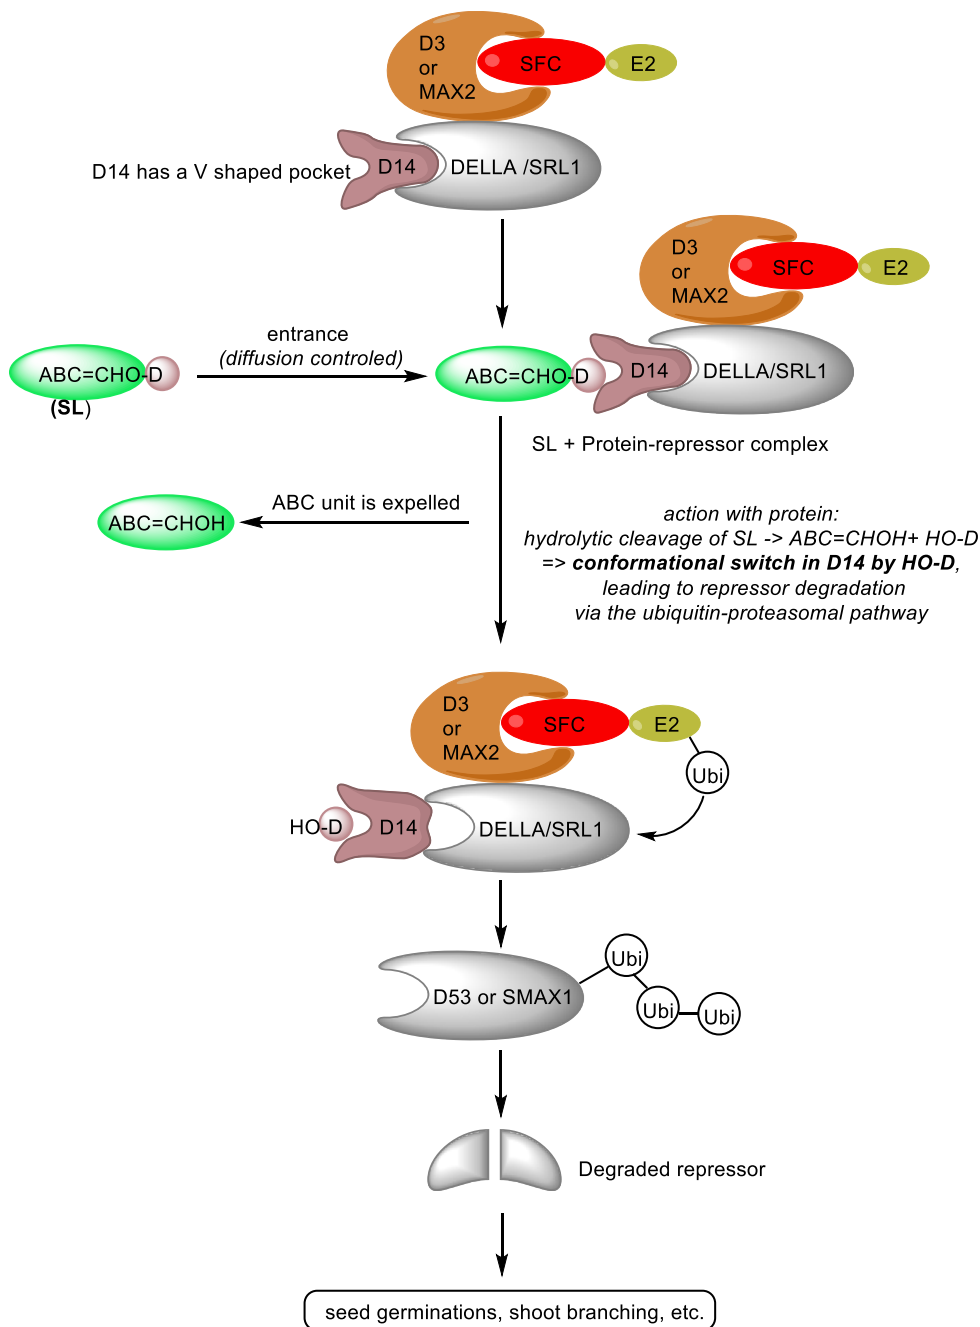 D3
or
MAX2
SFC
E2
D14 has a V shaped pocket
D14
DELLA /SRL1
D3
or
MAX2
SFC
E2
entrance
(diffusion controled)
ABC=CHO-D
(SL)
ABC=CHO-D
D14
DELLA/SRL1
SL + Protein-repressor complex
ABC unit is expelled
ABC=CHOH
action with protein:
hydrolytic cleavage of SL -> ABC=CHOH+ HO-D
=> conformational switch in D14 by HO-D,
leading to repressor degradation
via the ubiquitin-proteasomal pathway
D3
or
MAX2
SFC
E2
Ubi
HO-D
D14
DELLA/SRL1
D53 or SMAX1
Ubi
Ubi
Ubi
Degraded repressor
seed germinations, shoot branching, etc.